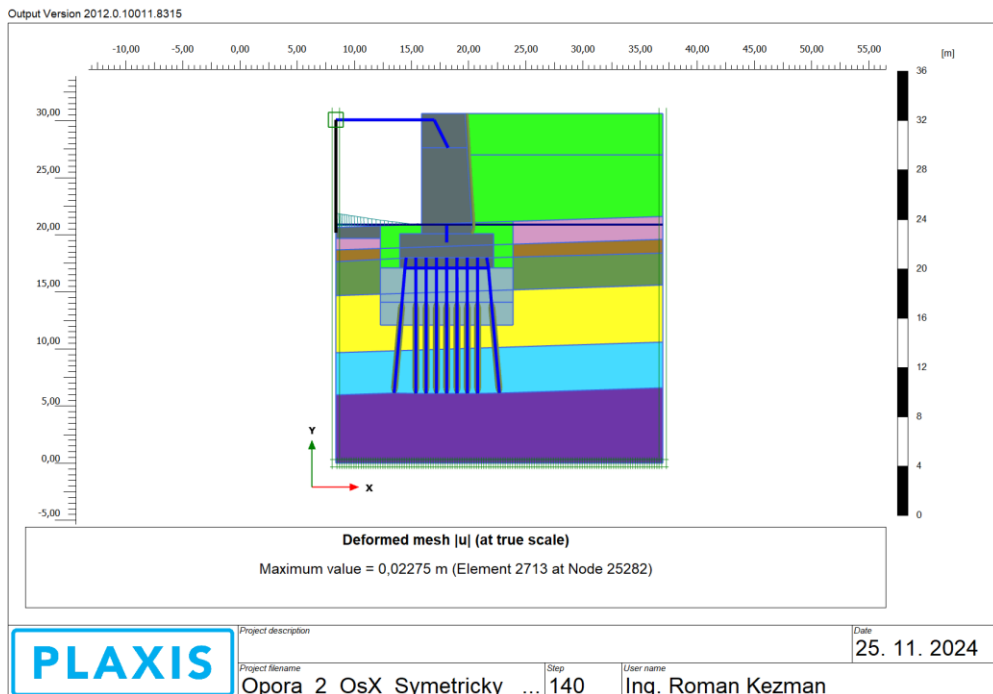 Output Version 2012.0.10011.8315
-10,00 -5,00 0,00 5,00 10,00 15,00 20,00 25,00 30,00 35,00 40,00 45,00 50,00 55,00
[m]
36
32
28
24
20
16
12
8
4
0
30,00
25,00
20,00
15,00
10,00
5,00
0,00
-5,00
Y
X
Deformed mesh |u| (at true scale)
Maximum value = 0,02275 m (Element 2713 at Node 25282)
PLAXIS
Project description
Date
25. 11. 2024
Project filename
Opora_2_OsX_Symetricky_...
Step
140
User name
Ing. Roman Kezman